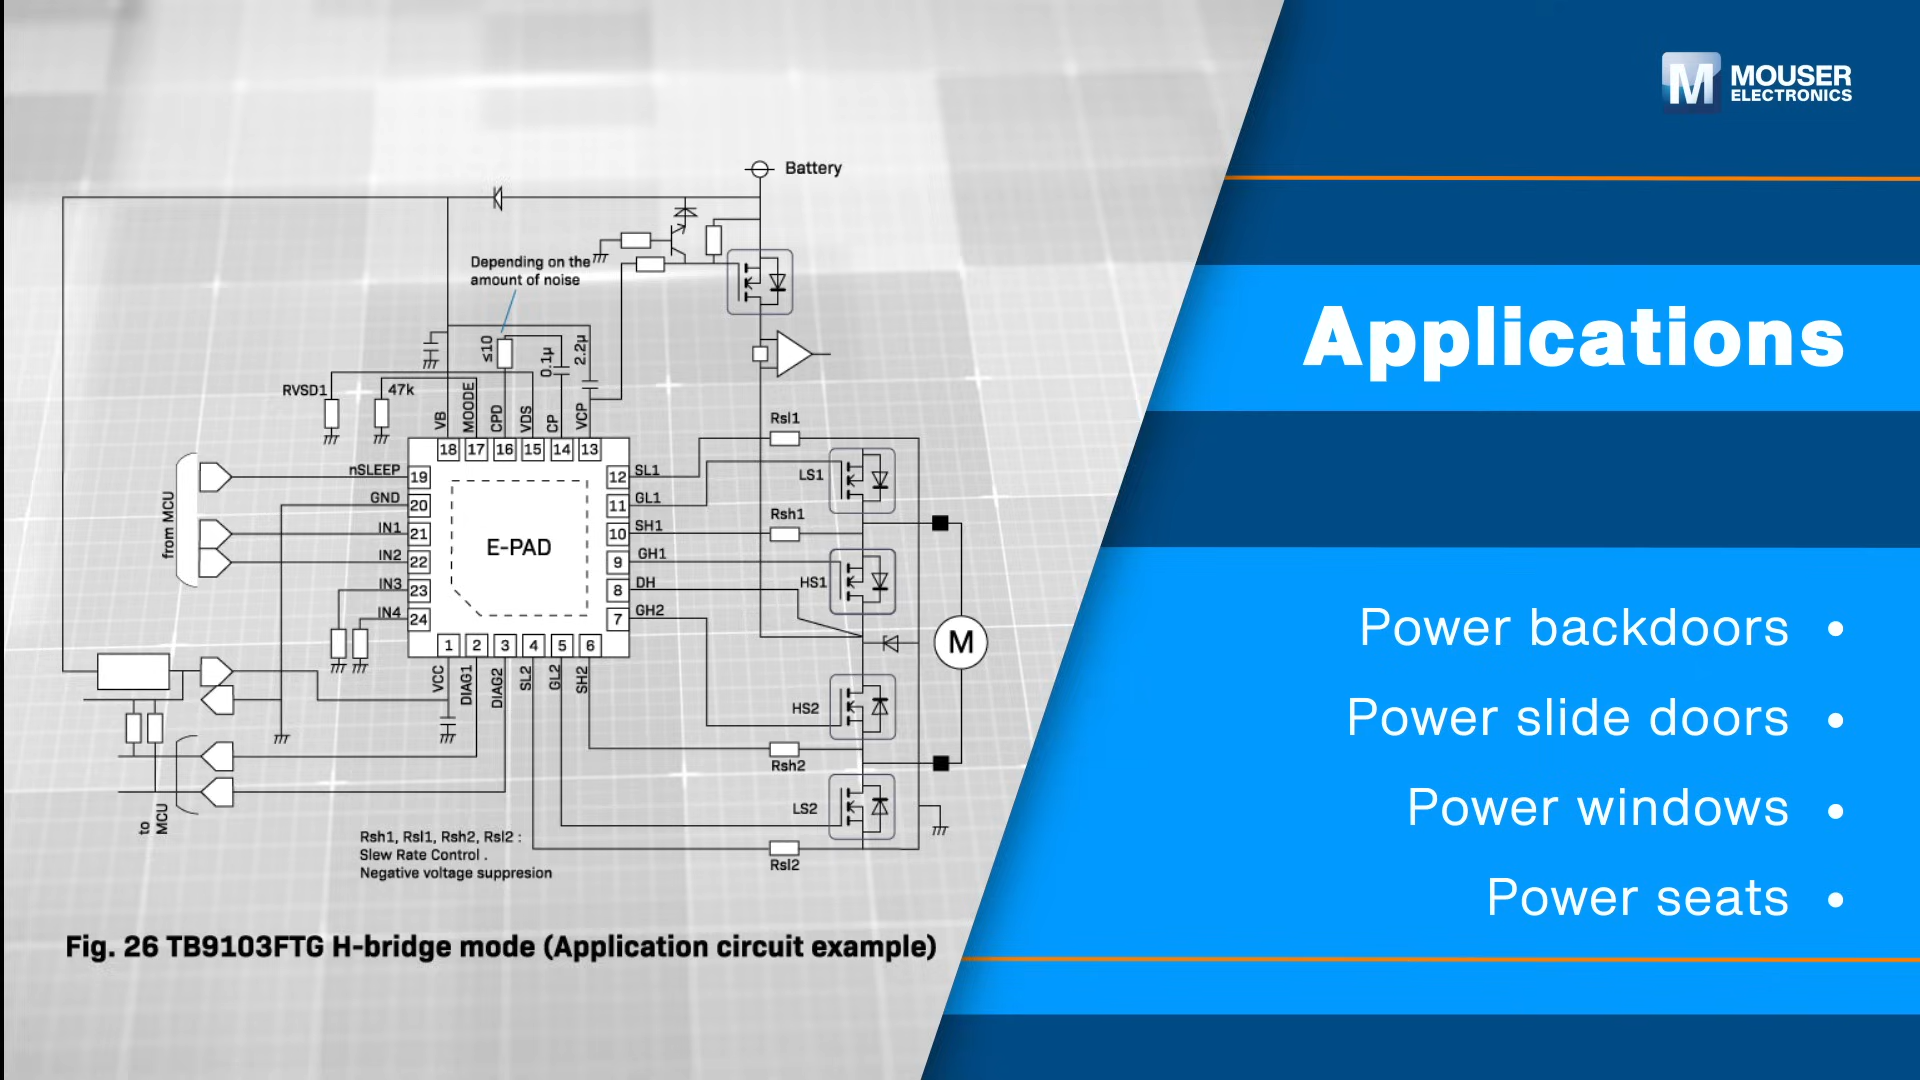 MOUSER
ELECTRONICS
Battery
Depending on the
amount of noise
≤10
0.1µ
2.2µ
RVSD1
47k
VB
MOODE
CPD
VDS
CP
VCP
18
17
16
15
14
13
from MCU
nSLEEP
GND
IN1
IN2
IN3
IN4
19
20
21
22
23
24
E-PAD
12
11
10
9
8
7
SL1
GL1
SH1
GH1
DH
GH2
1
2
3
4
5
6
VCC
DIAG1
DIAG2
SL2
GL2
SH2
Rsl1
LS1
Rsh1
HS1
M
HS2
Rsh2
LS2
Rsl2
to
MCU
Rsh1, Rsl1, Rsh2, Rsl2 :
Slew Rate Control .
Negative voltage suppresion
Fig. 26 TB9103FTG H-bridge mode (Application circuit example)
Applications
Power backdoors •
Power slide doors •
Power windows •
Power seats •